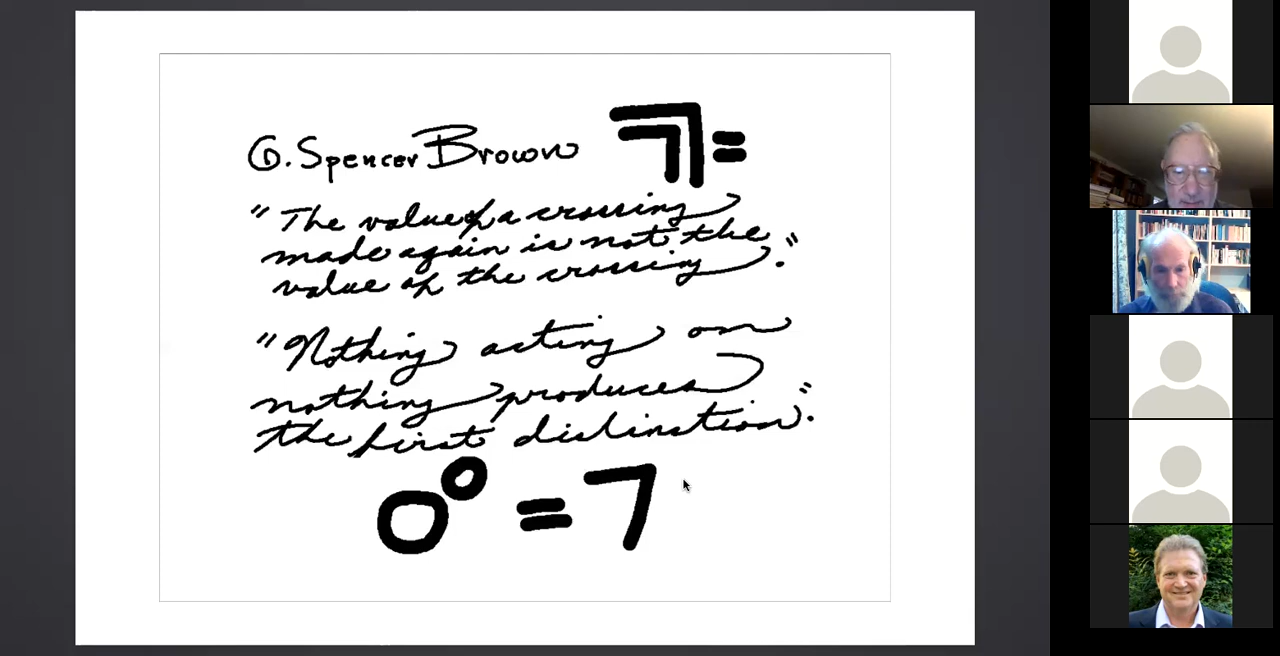 G. Spencer Brown ⌝⌝ =
"The value of a crossing
made again is not the
value of the crossing."
"Nothing acting on
nothing produces
the first distinction."
0⁰ = ⌝